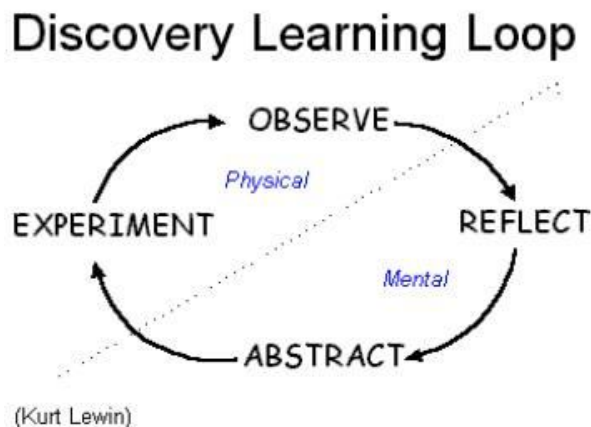 Discovery Learning Loop
OBSERVE
Physical
EXPERIMENT
REFLECT
Mental
ABSTRACT
(Kurt Lewin)